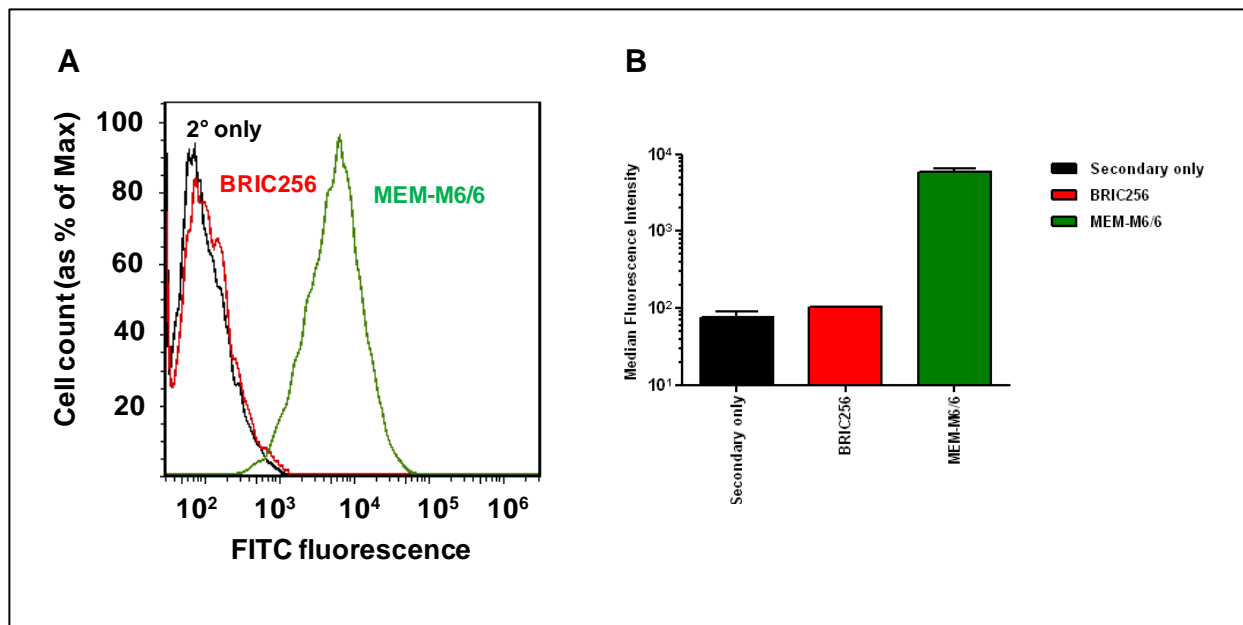 A
B
Cell count (as % of Max)
100
80
60
40
20
2° only
BRIC256
MEM-M6/6
10²
10³
10⁴
10⁵
10⁶
FITC fluorescence
Median Fluorescence Intensity
10⁴
10³
10²
10¹
Secondary only
BRIC256
MEM-M6/6
Secondary only
BRIC256
MEM-M6/6